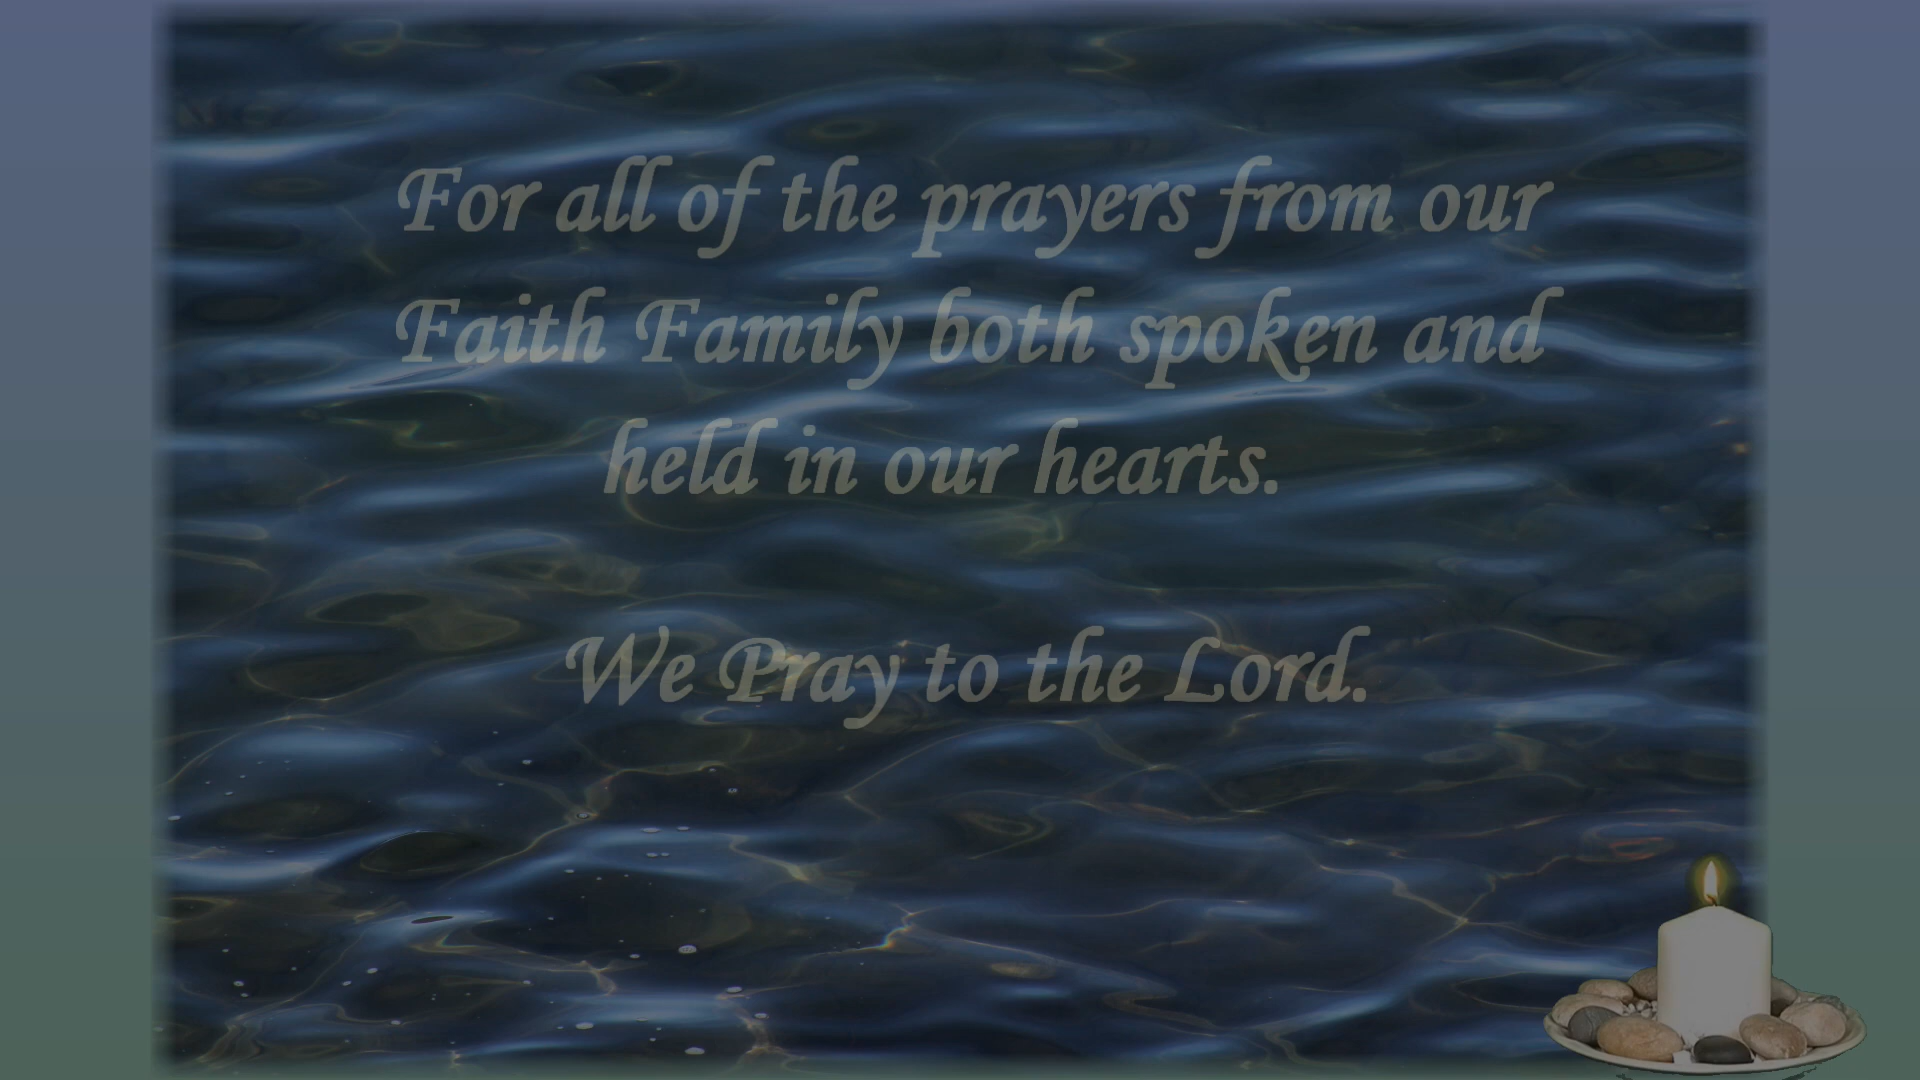 For all of the prayers from our
Faith Family both spoken and
held in our hearts.
We Pray to the Lord.